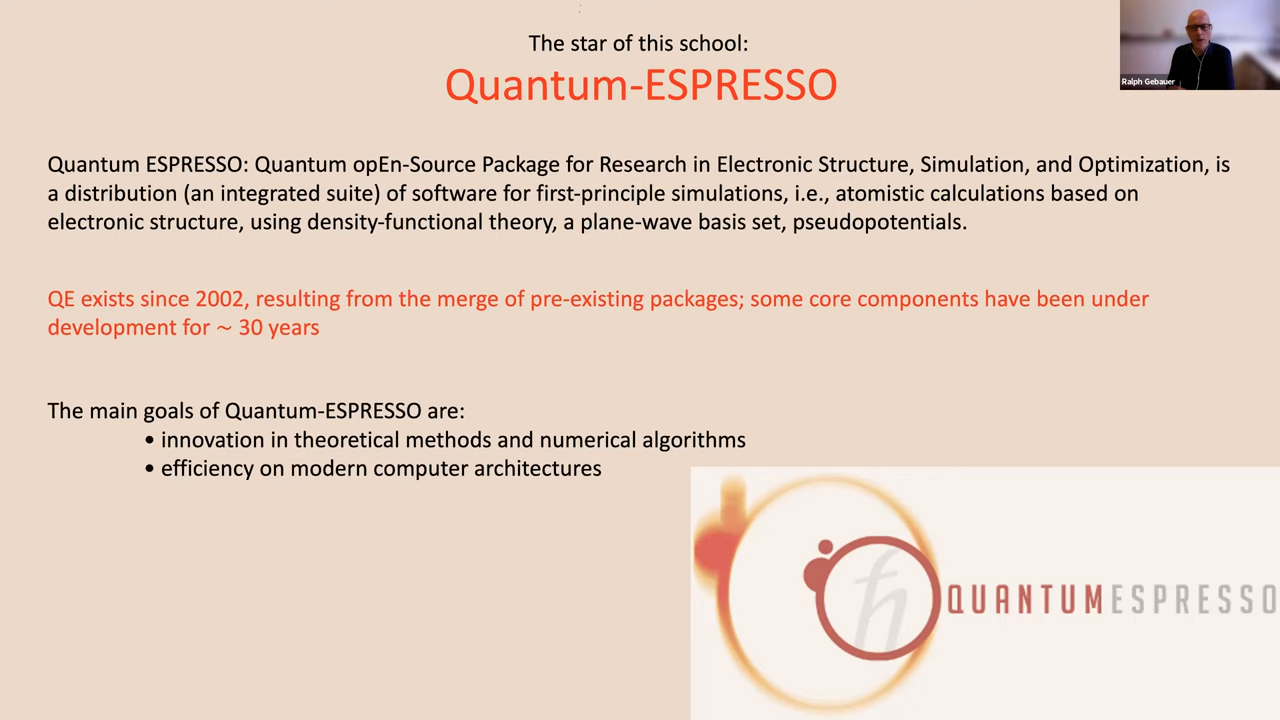 The star of this school:
Quantum-ESPRESSO
Ralph Gebauer
Quantum ESPRESSO: Quantum opEn-Source Package for Research in Electronic Structure, Simulation, and Optimization, is
a distribution (an integrated suite) of software for first-principle simulations, i.e., atomistic calculations based on
electronic structure, using density-functional theory, a plane-wave basis set, pseudopotentials.
QE exists since 2002, resulting from the merge of pre-existing packages; some core components have been under
development for ~ 30 years
The main goals of Quantum-ESPRESSO are:
• innovation in theoretical methods and numerical algorithms
• efficiency on modern computer architectures
ħ
QUANTUMESPRESSO